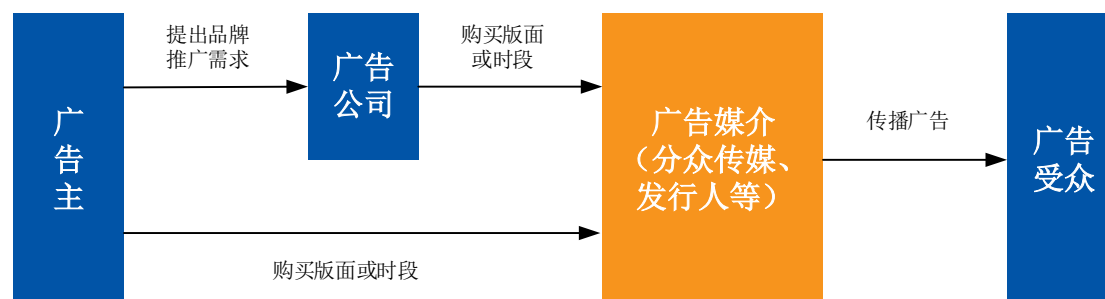 广
告
主
提出品牌
推广需求
广告
公司
购买版面
或时段
购买版面或时段
广告媒介
（分众传媒、
发行人等）
传播广告
广告
受众